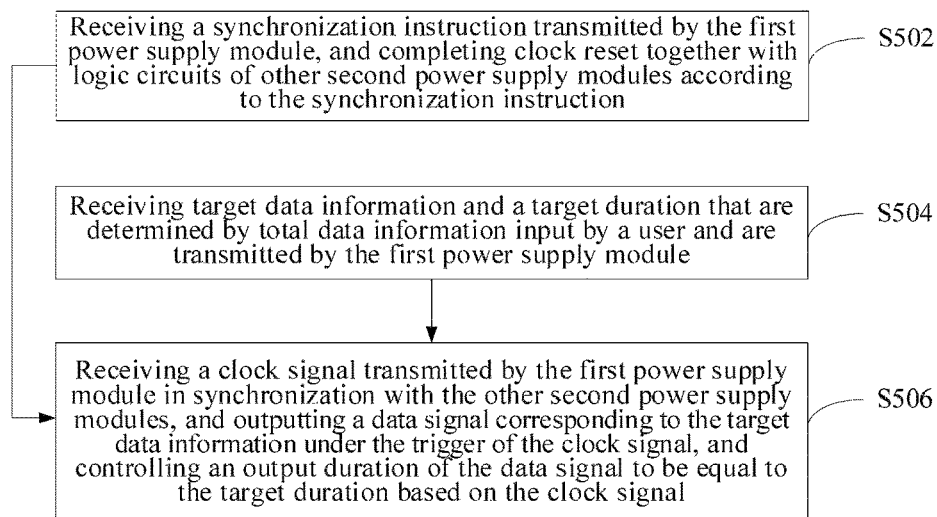 Receiving a synchronization instruction transmitted by the first
power supply module, and completing clock reset together with
logic circuits of other second power supply modules according
to the synchronization instruction
S502
Receiving target data information and a target duration that are
determined by total data information input by a user and are
transmitted by the first power supply module
S504
Receiving a clock signal transmitted by the first power supply
module in synchronization with the other second power supply
modules, and outputting a data signal corresponding to the target
data information under the trigger of the clock signal, and
controlling an output duration of the data signal to be equal to
the target duration based on the clock signal
S506